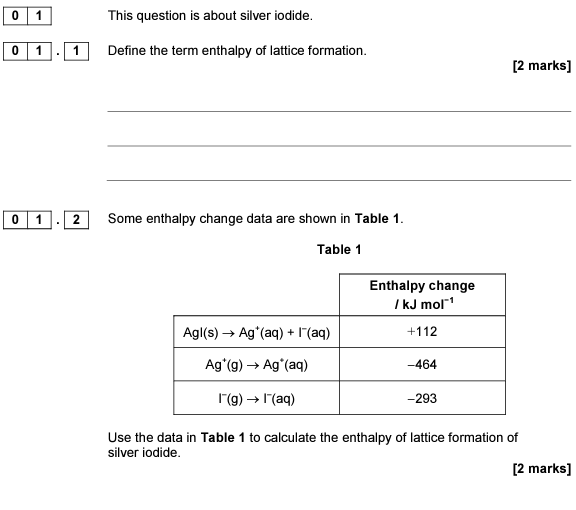 0 1 This question is about silver iodide.
0 1 . 1 Define the term enthalpy of lattice formation.
[2 marks]
0 1 . 2 Some enthalpy change data are shown in Table 1.
Table 1
Enthalpy change
/ kJ mol⁻¹
AgI(s) → Ag⁺(aq) + I⁻(aq) +112
Ag⁺(g) → Ag⁺(aq) −464
I⁻(g) → I⁻(aq) −293
Use the data in Table 1 to calculate the enthalpy of lattice formation of
silver iodide.
[2 marks]